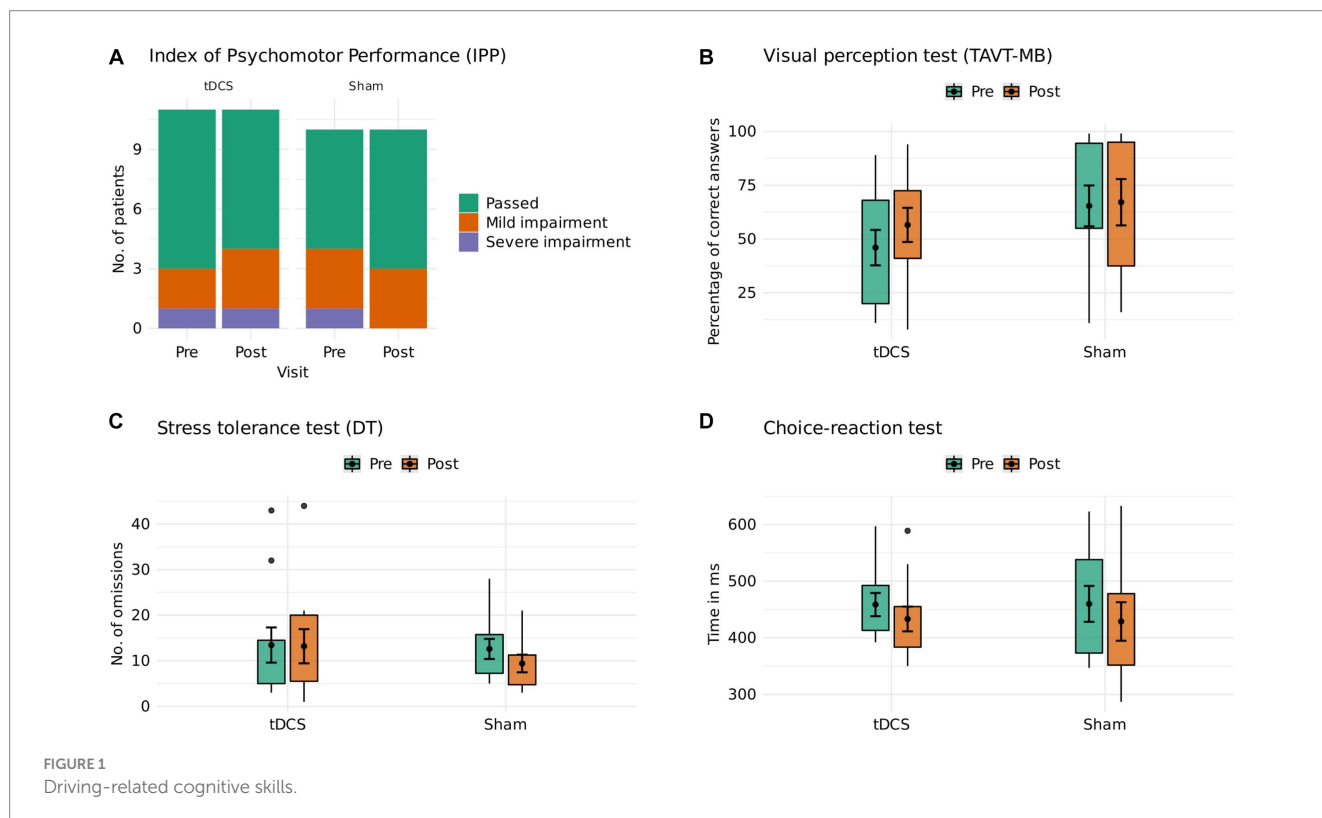 A Index of Psychomotor Performance (IPP)
tDCS Sham
No. of patients
9
6
3
0
Pre Post Pre Post
Visit
Passed
Mild impairment
Severe impairment
B Visual perception test (TAVT-MB)
Pre Post
Percentage of correct answers
100
75
50
25
tDCS Sham
C Stress tolerance test (DT)
Pre Post
No. of omissions
40
30
20
10
0
tDCS Sham
D Choice-reaction test
Pre Post
Time in ms
600
500
400
300
tDCS Sham
FIGURE 1
Driving-related cognitive skills.